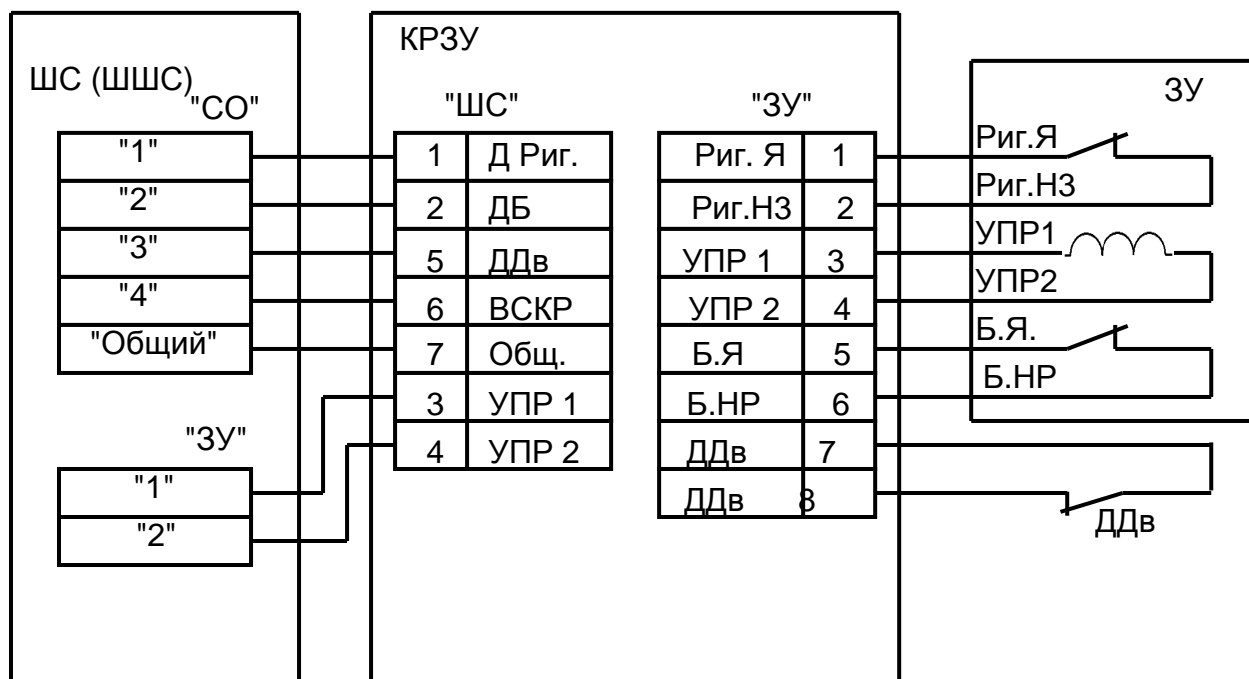 ШС (ШШС)
"СО"
"1"
"2"
"3"
"4"
"Общий"
"ЗУ"
"1"
"2"
КРЗУ
"ШС"
1 Д Риг.
2 ДБ
5 ДДв
6 ВСКР
7 Общ.
3 УПР 1
4 УПР 2
"ЗУ"
Риг. Я 1
Риг.НЗ 2
УПР 1 3
УПР 2 4
Б.Я 5
Б.НР 6
ДДв 7
ДДв 8
ЗУ
Риг.Я
Риг.НЗ
УПР1
УПР2
Б.Я.
Б.НР
ДДв